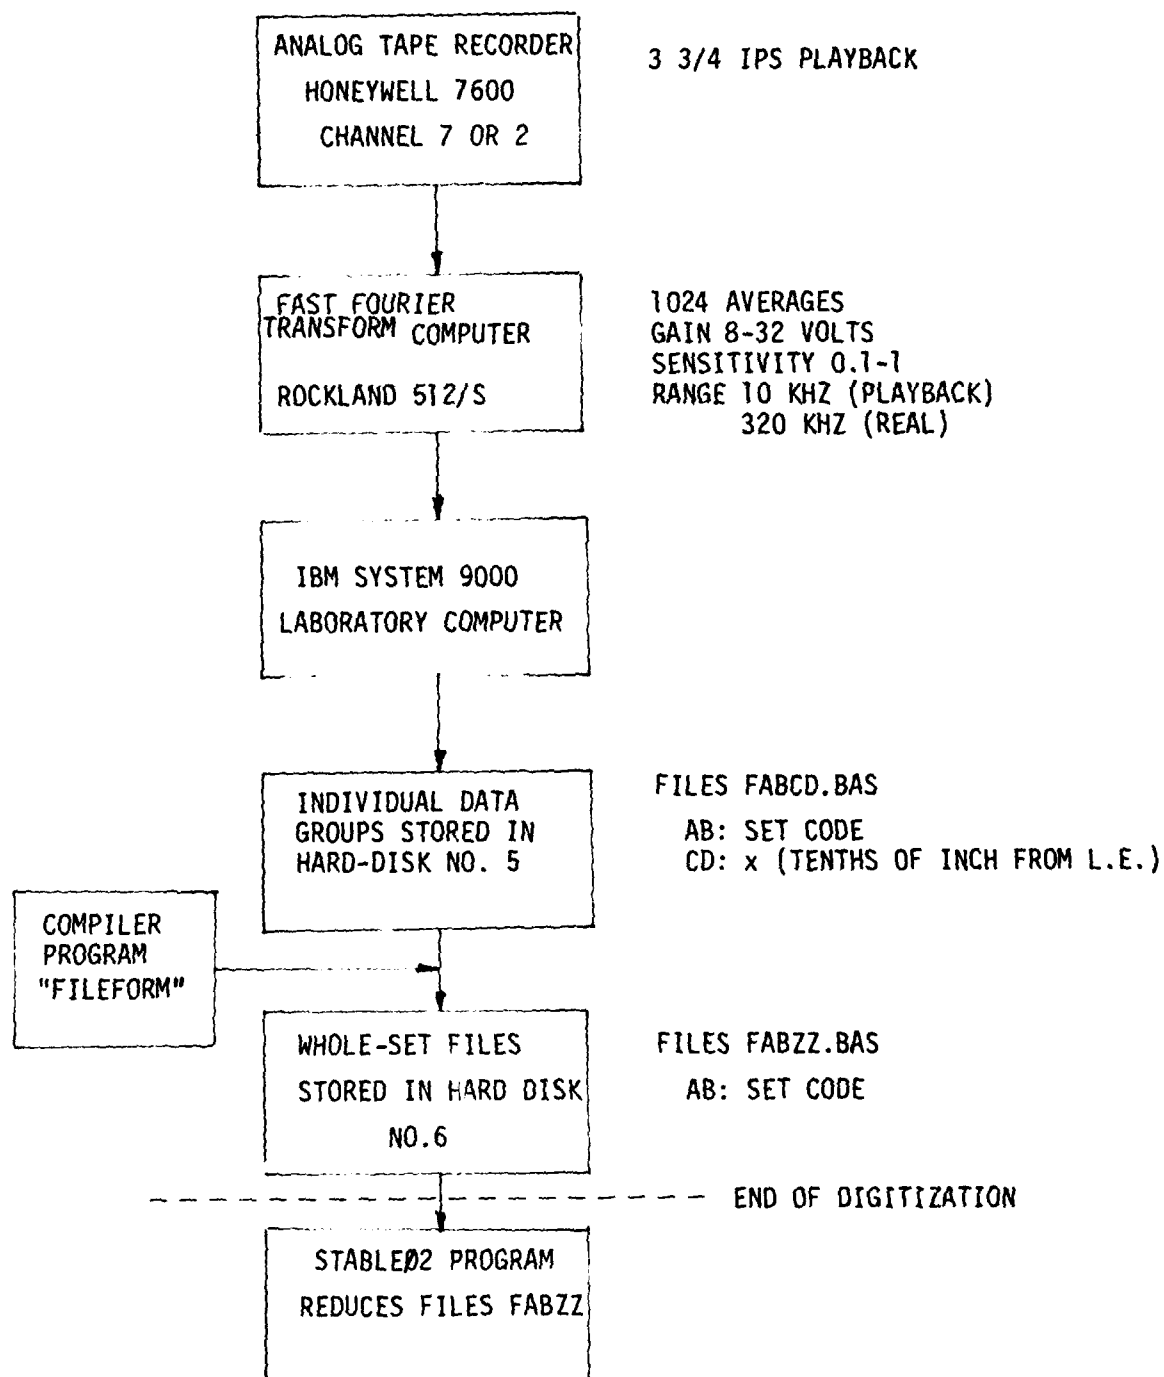 ANALOG TAPE RECORDER
HONEYWELL 7600
CHANNEL 7 OR 2
3 3/4 IPS PLAYBACK
FAST FOURIER
TRANSFORM COMPUTER
ROCKLAND 512/S
1024 AVERAGES
GAIN 8-32 VOLTS
SENSITIVITY 0.1-1
RANGE 10 KHZ (PLAYBACK)
320 KHZ (REAL)
IBM SYSTEM 9000
LABORATORY COMPUTER
INDIVIDUAL DATA
GROUPS STORED IN
HARD-DISK NO. 5
FILES FABCD.BAS
AB: SET CODE
CD: x (TENTHS OF INCH FROM L.E.)
COMPILER
PROGRAM
"FILEFORM"
WHOLE-SET FILES
STORED IN HARD DISK
NO.6
FILES FABZZ.BAS
AB: SET CODE
END OF DIGITIZATION
STABLEØ2 PROGRAM
REDUCES FILES FABZZ